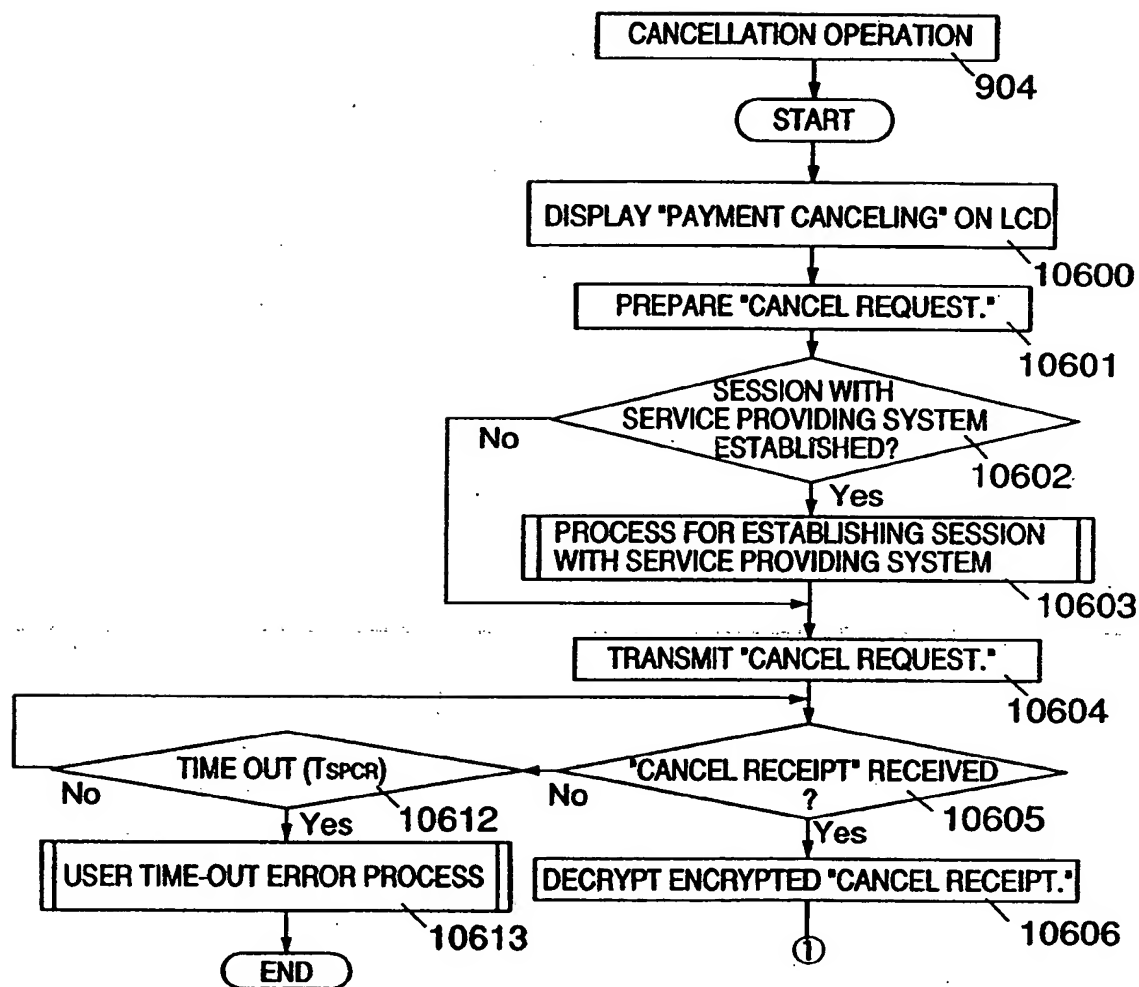 CANCELLATION OPERATION
904
START
DISPLAY "PAYMENT CANCELING" ON LCD
10600
PREPARE "CANCEL REQUEST."
10601
SESSION WITH
SERVICE PROVIDING SYSTEM
ESTABLISHED?
No
10602
Yes
PROCESS FOR ESTABLISHING SESSION
WITH SERVICE PROVIDING SYSTEM
10603
TRANSMIT "CANCEL REQUEST."
10604
TIME OUT (TSPCR)
No
10612
Yes
"CANCEL RECEIPT" RECEIVED
?
No
10605
Yes
USER TIME-OUT ERROR PROCESS
10613
END
DECRYPT ENCRYPTED "CANCEL RECEIPT."
10606
①